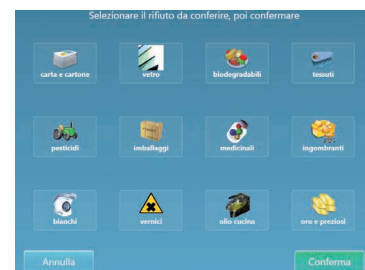 Selezionare il rifiuto da conferire, poi confermare
carta e cartone
vetro
biodegradabili
tessuti
pesticidi
imballaggi
medicinali
ingombranti
bianchi
vernici
olio cucina
oro e preziosi
Annulla
Conferma